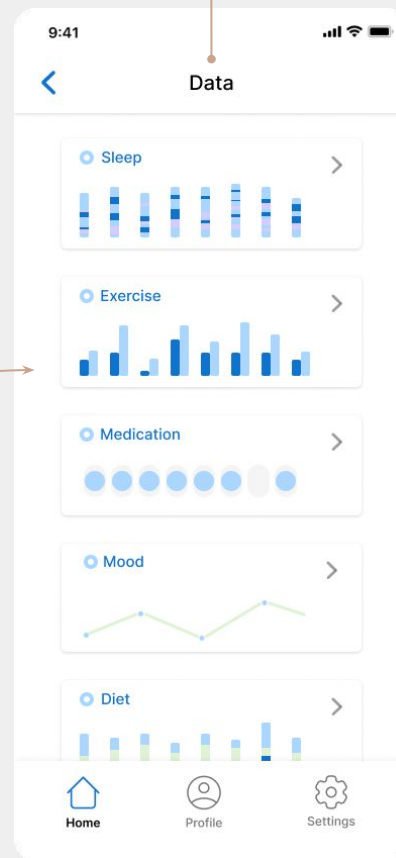 9:41
Data
Sleep
Exercise
Medication
Mood
Diet
Home
Profile
Settings